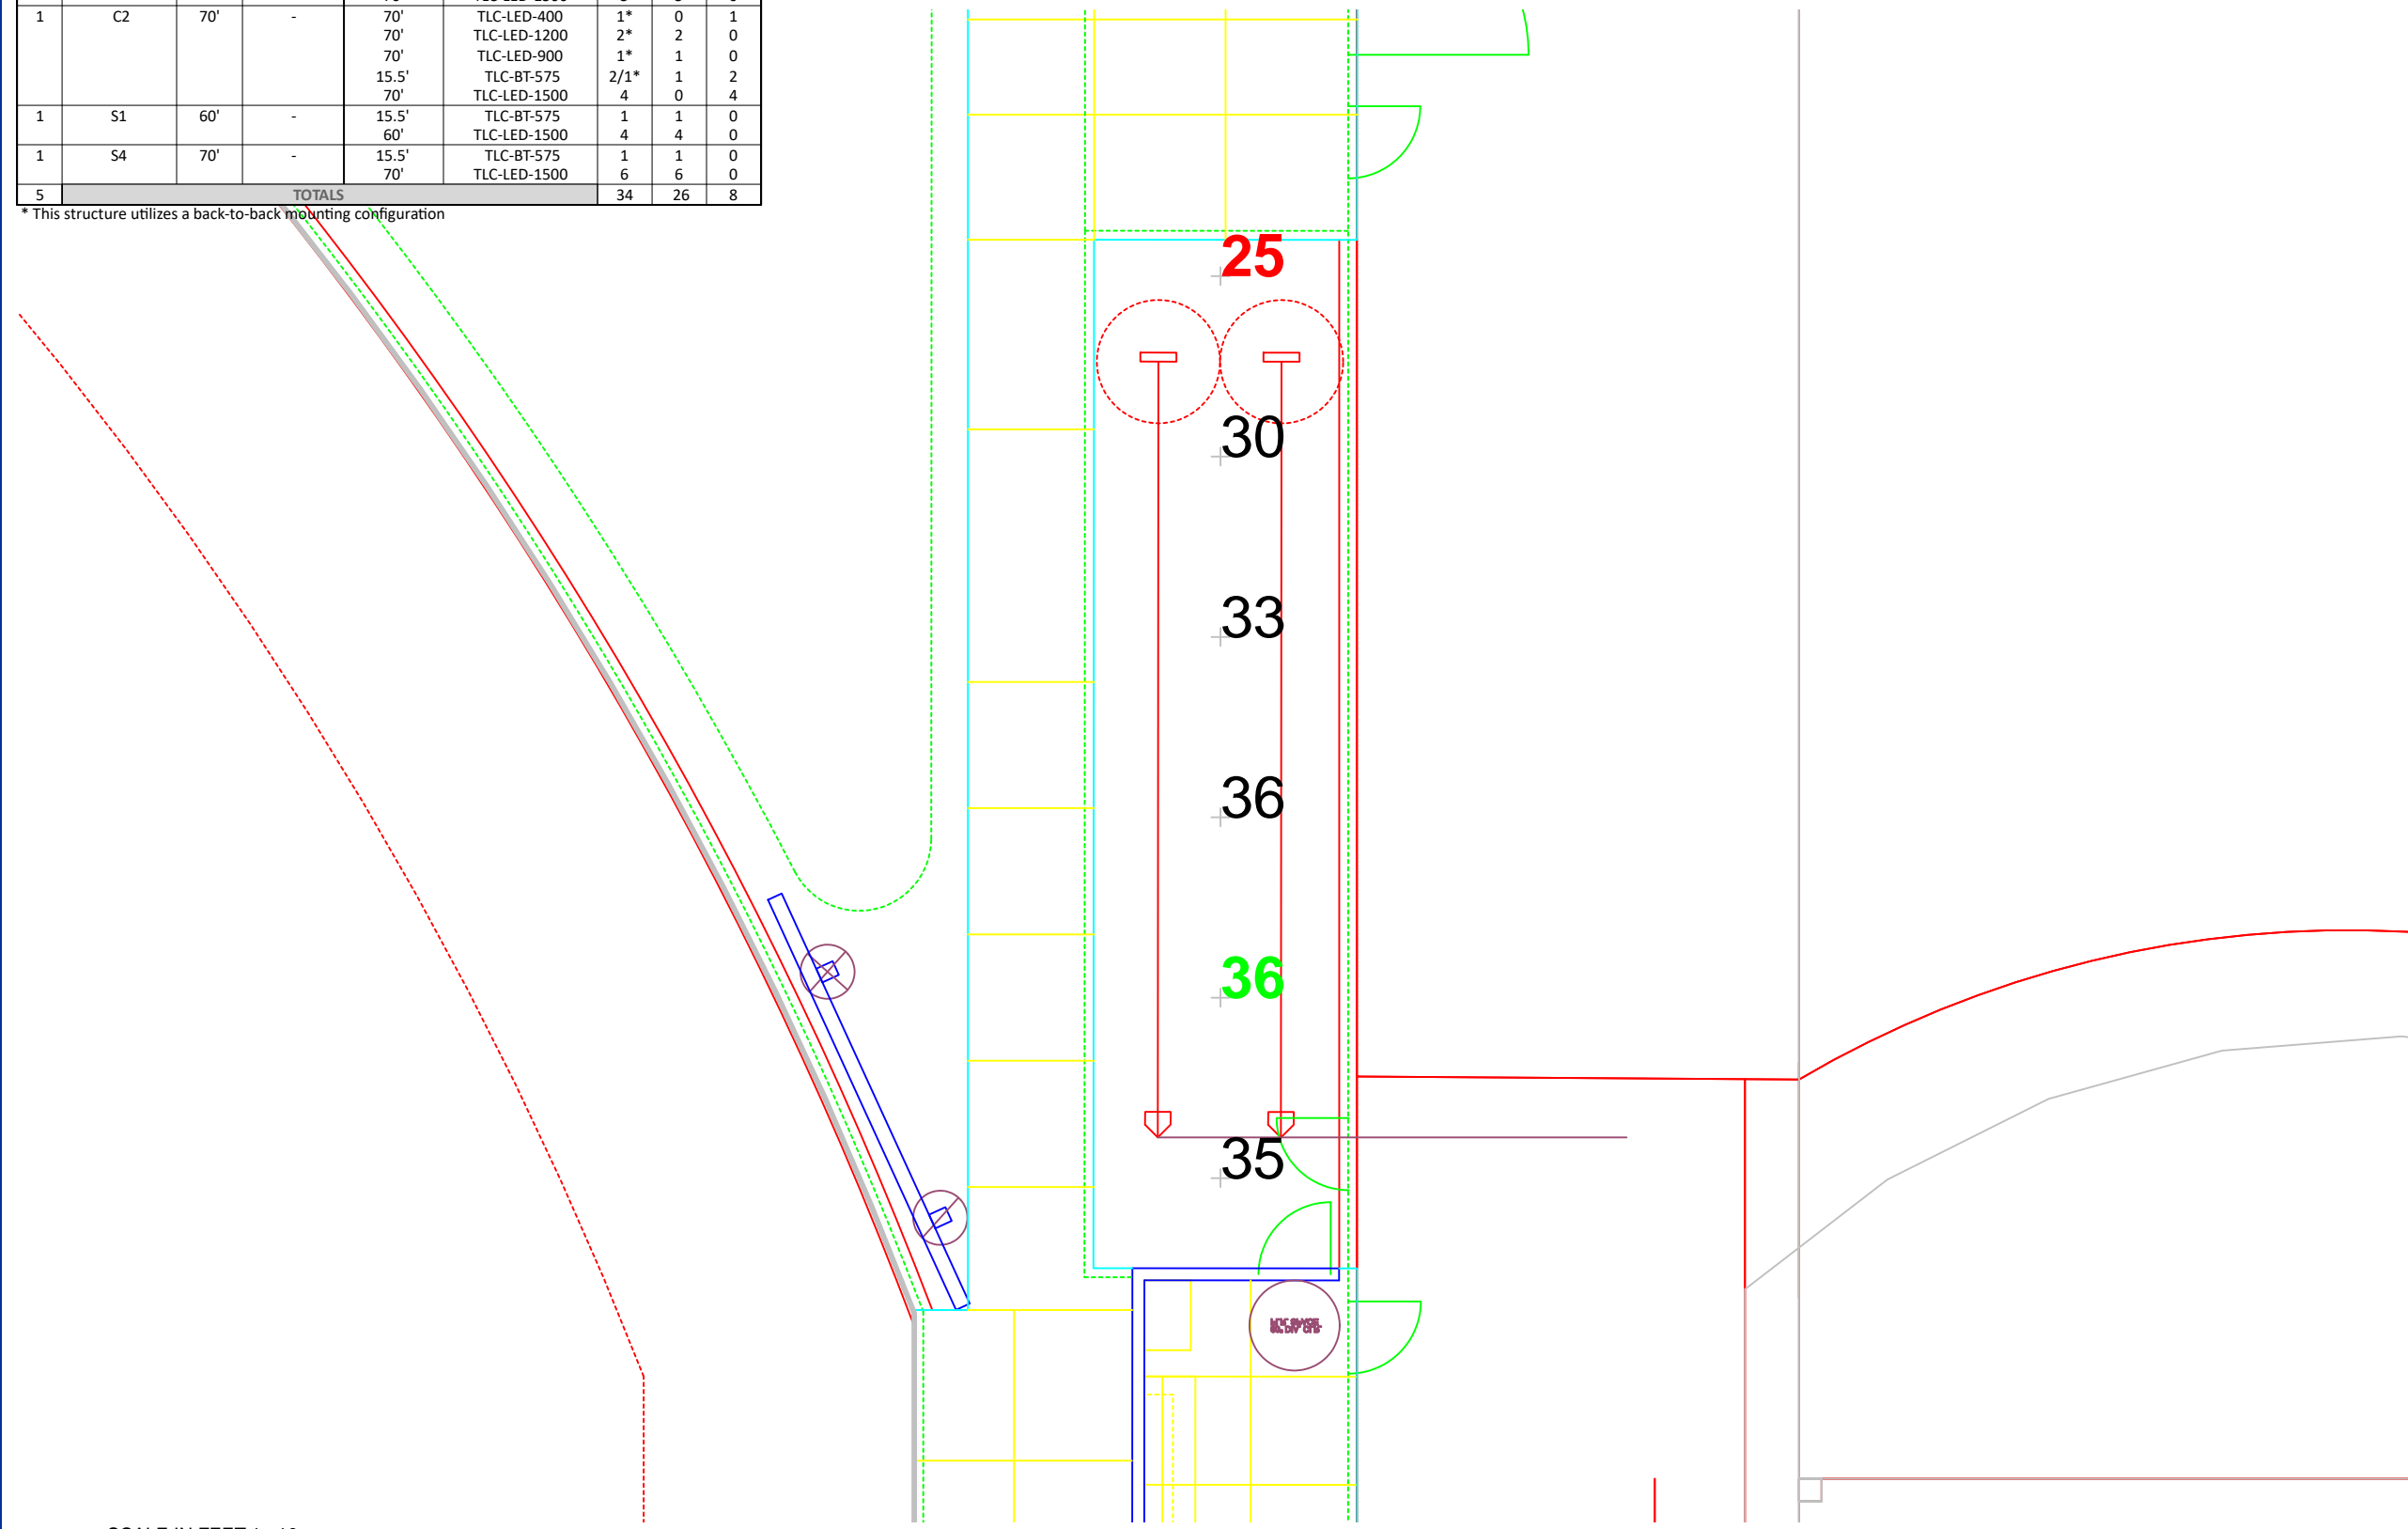 1 C2 70' - 70' TLC-LED-400 1* 0 1
70' TLC-LED-1200 2* 2 0
70' TLC-LED-900 1* 1 0
15.5' TLC-BT-575 2/1* 1 2
70' TLC-LED-1500 4 0 4
1 S1 60' - 15.5' TLC-BT-575 1 1 0
60' TLC-LED-1500 4 4 0
1 S4 70' - 15.5' TLC-BT-575 1 1 0
70' TLC-LED-1500 6 6 0
5 TOTALS 34 26 8
* This structure utilizes a back-to-back mounting configuration
25
30
33
36
36
35